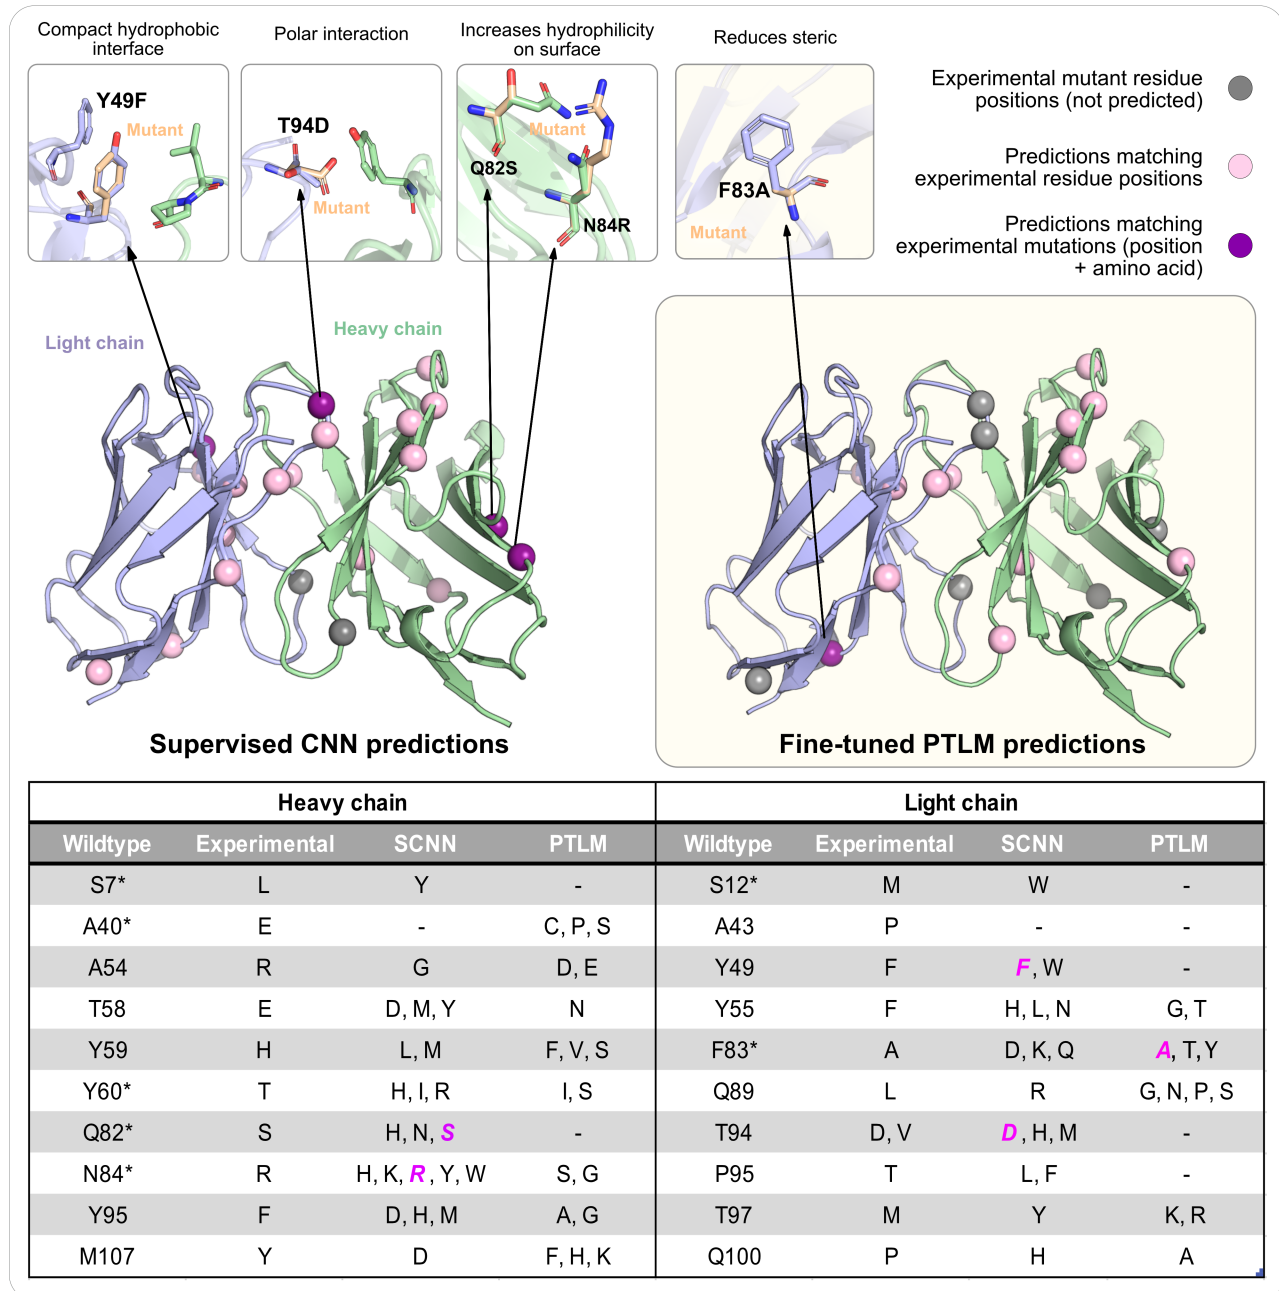 Compact hydrophobic
interface
Polar interaction
Increases hydrophilicity
on surface
Reduces steric
Y49F
Mutant
T94D
Mutant
Mutant
Q82S
N84R
F83A
Mutant
Experimental mutant residue
positions (not predicted)
Predictions matching
experimental residue positions
Predictions matching
experimental mutations (position
+ amino acid)
Light chain
Heavy chain
Supervised CNN predictions
Fine-tuned PTLM predictions
Heavy chain Light chain
Wildtype Experimental SCNN PTLM Wildtype Experimental SCNN PTLM
S7* L Y - S12* M W -
A40* E - C, P, S A43 P - -
A54 R G D, E Y49 F F, W -
T58 E D, M, Y N Y55 F H, L, N G, T
Y59 H L, M F, V, S F83* A D, K, Q A, T, Y
Y60* T H, I, R I, S Q89 L R G, N, P, S
Q82* S H, N, S - T94 D, V D, H, M -
N84* R H, K, R, Y, W S, G P95 T L, F -
Y95 F D, H, M A, G T97 M Y K, R
M107 Y D F, H, K Q100 P H A